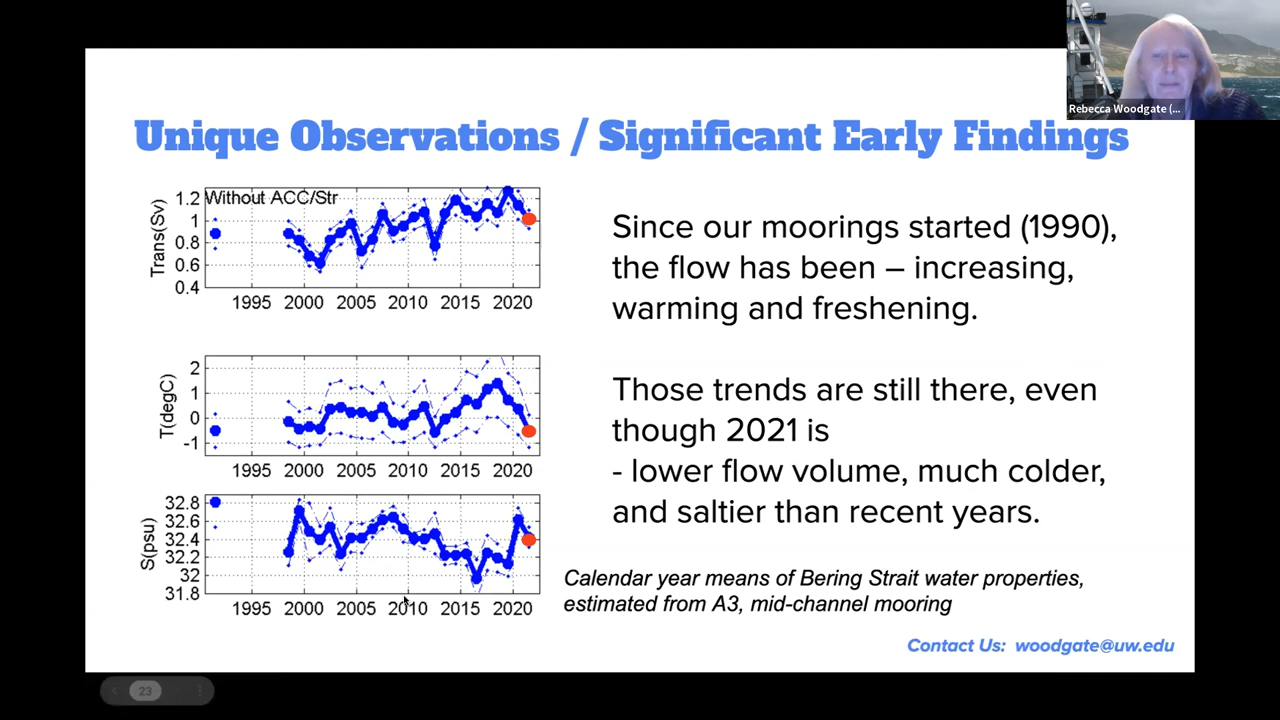 Rebecca Woodgate (...
Unique Observations / Significant Early Findings
Without ACC/Str
Trans(Sv)
1.2
1
0.8
0.6
0.4
1995 2000 2005 2010 2015 2020
Since our moorings started (1990),
the flow has been – increasing,
warming and freshening.
T(degC)
2
1
0
-1
1995 2000 2005 2010 2015 2020
Those trends are still there, even
though 2021 is
- lower flow volume, much colder,
and saltier than recent years.
S(psu)
32.8
32.6
32.4
32.2
32
31.8
1995 2000 2005 2010 2015 2020
Calendar year means of Bering Strait water properties,
estimated from A3, mid-channel mooring
Contact Us: woodgate@uw.edu
23